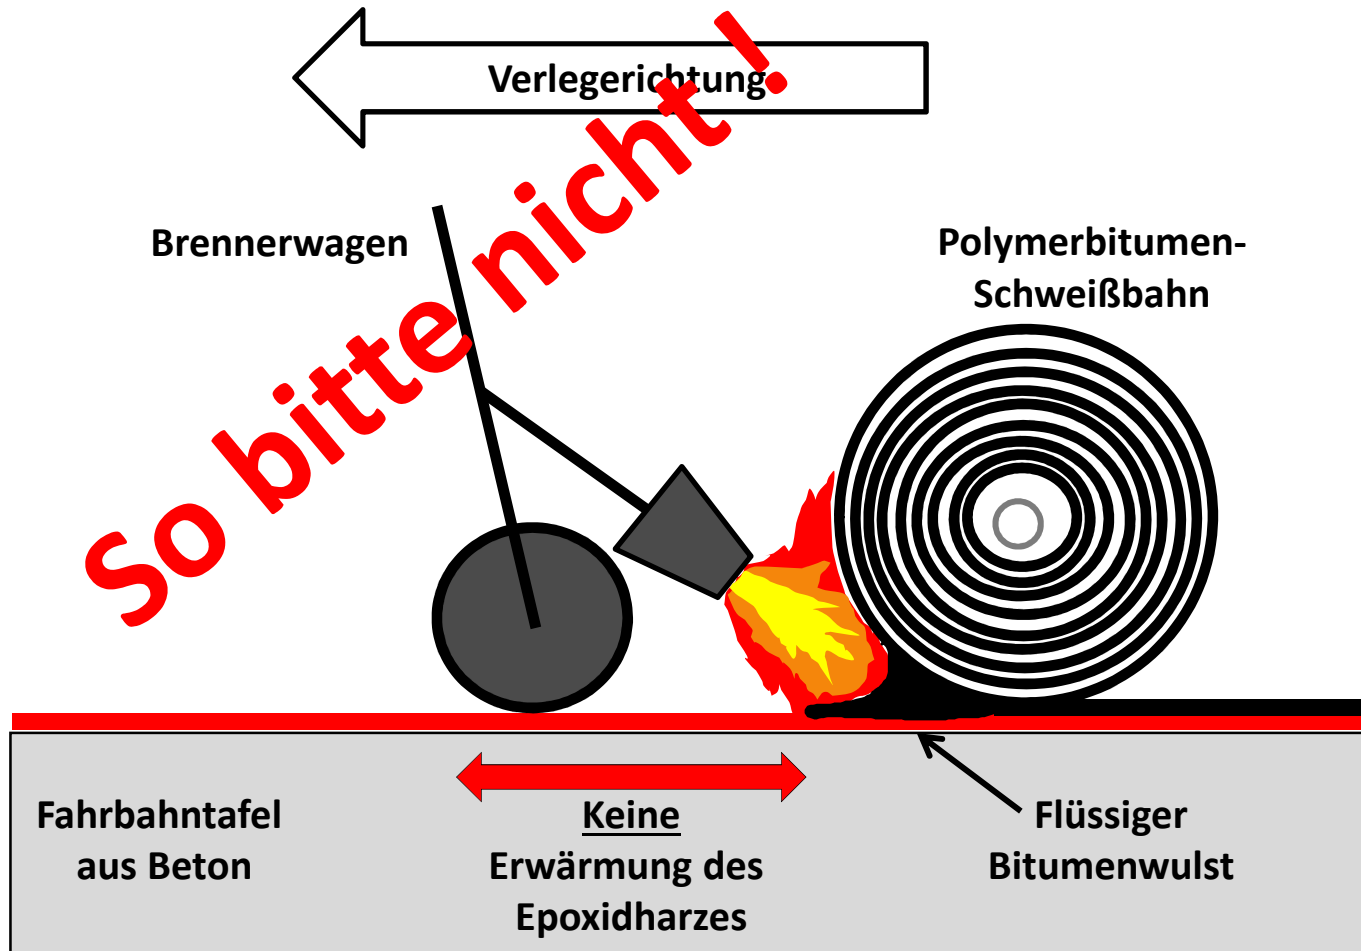 Verlegerichtung
So bitte nicht !
Brennerwagen
Polymerbitumen-
Schweißbahn
Fahrbahntafel
aus Beton
Keine
Erwärmung des
Epoxidharzes
Flüssiger
Bitumenwulst